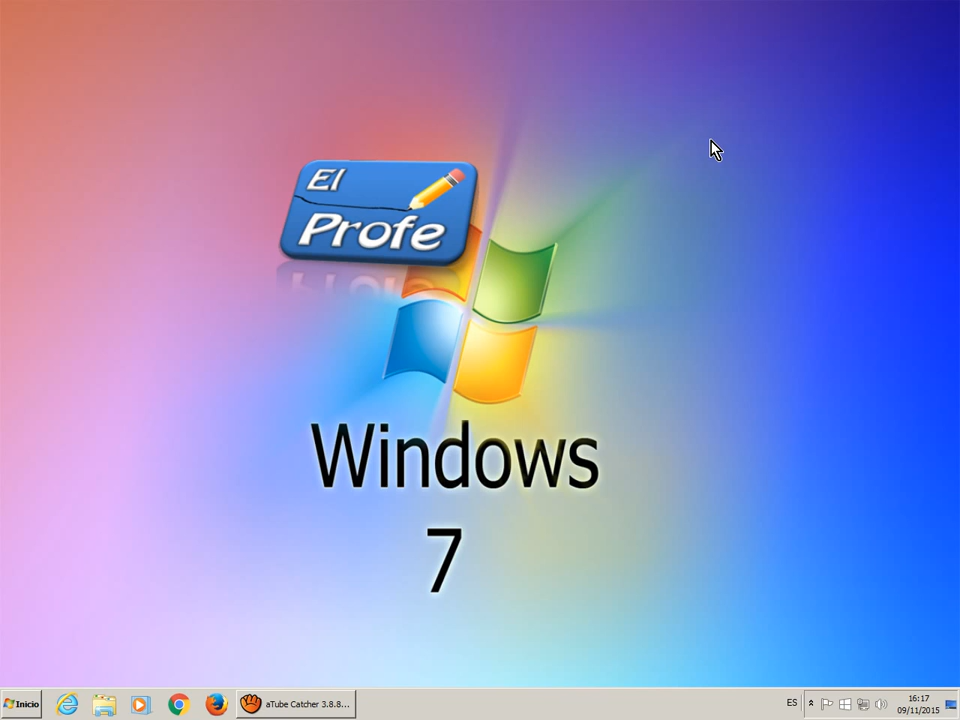 El
Profe
Windows
7
Inicio
aTube Catcher 3.8.8...
ES
16:17
09/11/2015